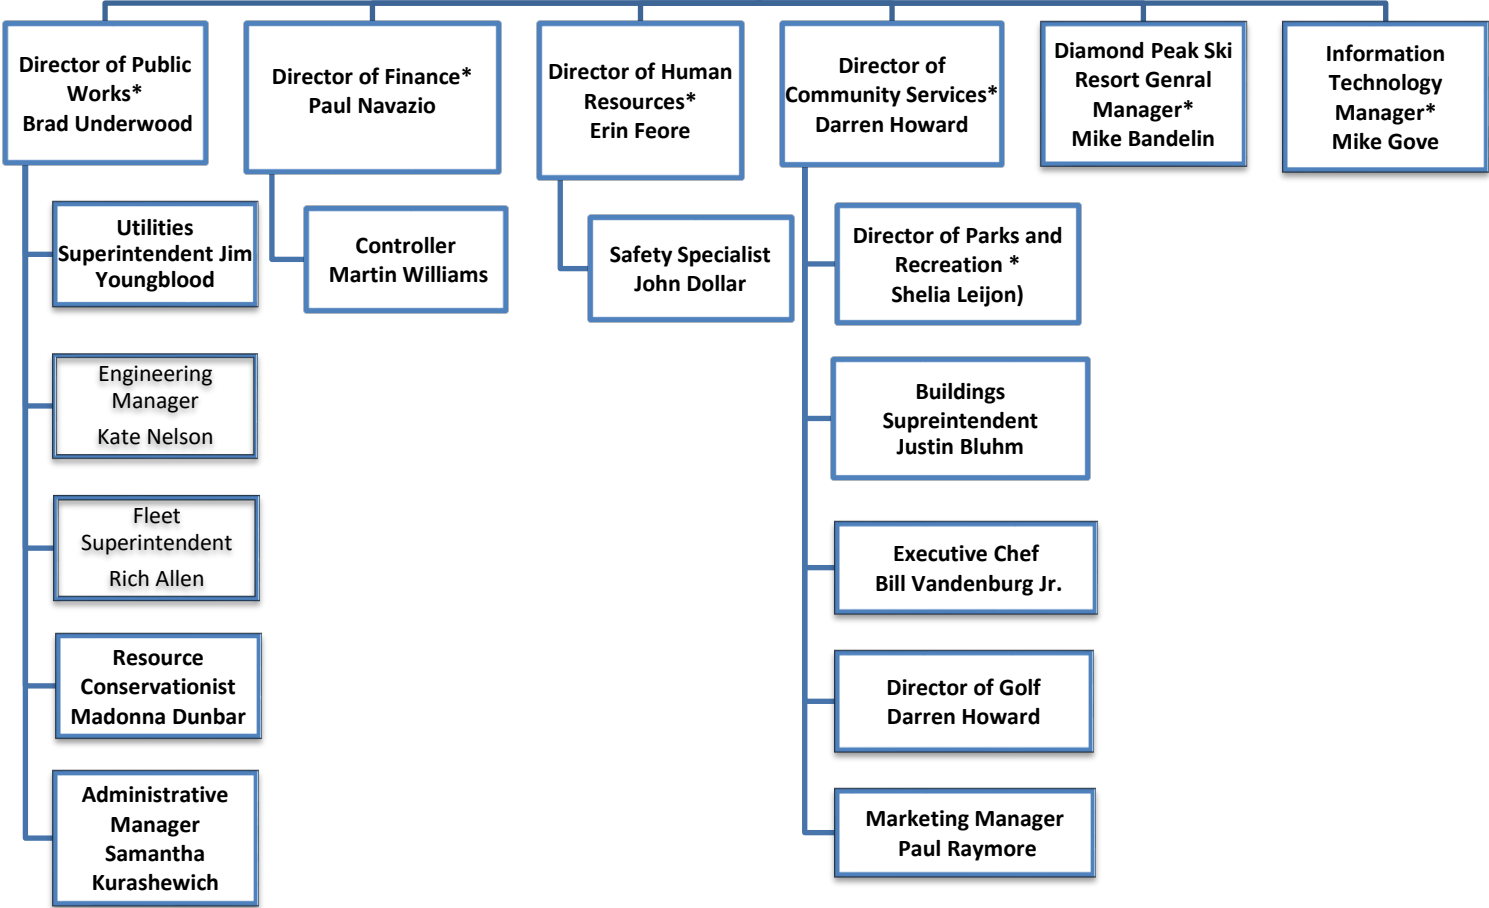 Director of Public
Works*
Brad Underwood
Director of Finance*
Paul Navazio
Director of Human
Resources*
Erin Feore
Director of
Community Services*
Darren Howard
Diamond Peak Ski
Resort Genral
Manager*
Mike Bandelin
Information
Technology
Manager*
Mike Gove
Utilities
Superintendent Jim
Youngblood
Engineering
Manager
Kate Nelson
Fleet
Superintendent
Rich Allen
Resource
Conservationist
Madonna Dunbar
Administrative
Manager
Samantha
Kurashewich
Controller
Martin Williams
Safety Specialist
John Dollar
Director of Parks and
Recreation *
Shelia Leijon)
Buildings
Supreintendent
Justin Bluhm
Executive Chef
Bill Vandenburg Jr.
Director of Golf
Darren Howard
Marketing Manager
Paul Raymore